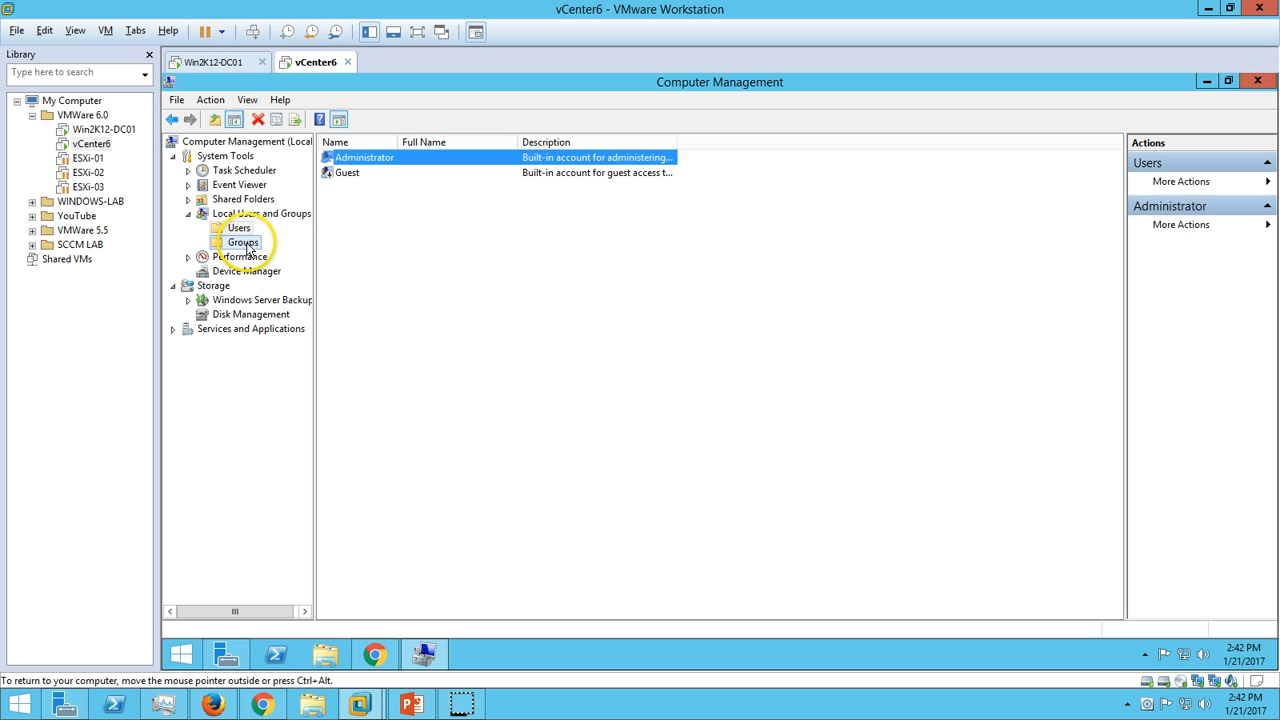 vCenter6 - VMware Workstation
File Edit View VM Tabs Help
Library
Type here to search
My Computer
VMWare 6.0
Win2K12-DC01
vCenter6
ESXi-01
ESXi-02
ESXi-03
WINDOWS-LAB
YouTube
VMWare 5.5
SCCM LAB
Shared VMs
Win2K12-DC01
vCenter6
Computer Management
File Action View Help
Computer Management (Local
System Tools
Task Scheduler
Event Viewer
Shared Folders
Local Users and Groups
Users
Groups
Performance
Device Manager
Storage
Windows Server Backup
Disk Management
Services and Applications
Name Full Name Description
Administrator Built-in account for administering...
Guest Built-in account for guest access t...
Actions
Users
More Actions
Administrator
More Actions
2:42 PM
1/21/2017
To return to your computer, move the mouse pointer outside or press Ctrl+Alt.
2:42 PM
1/21/2017